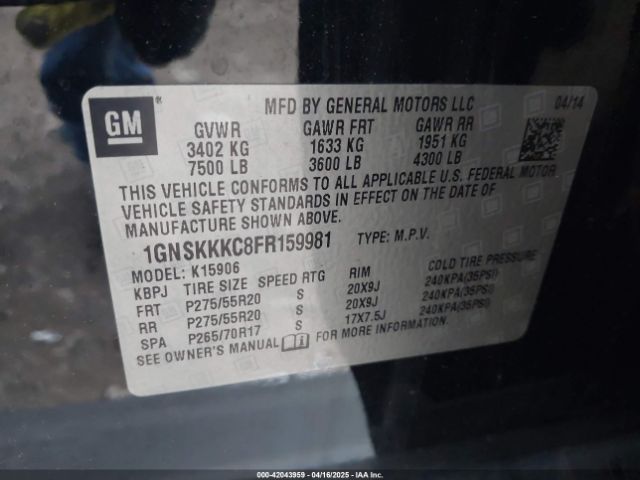 MFD BY GENERAL MOTORS LLC 04/14
GM
GVWR GAWR FRT GAWR RR
3402 KG 1633 KG 1951 KG
7500 LB 3600 LB 4300 LB
THIS VEHICLE CONFORMS TO ALL APPLICABLE U.S. FEDERAL MOTOR
VEHICLE SAFETY STANDARDS IN EFFECT ON THE DATE OF
MANUFACTURE SHOWN ABOVE.
1GNSKKKC8FR159981 TYPE: M.P.V.
MODEL: K15906
KBPJ TIRE SIZE SPEED RTG RIM COLD TIRE PRESSURE
FRT P275/55R20 S 20X9J 240KPA(35PSI)
RR P275/55R20 S 20X9J 240KPA(35PSI)
SPA P265/70R17 S 17X7.5J 240KPA(35PSI)
SEE OWNER'S MANUAL FOR MORE INFORMATION.
000-42043959 - 04/16/2025 - IAA Inc.